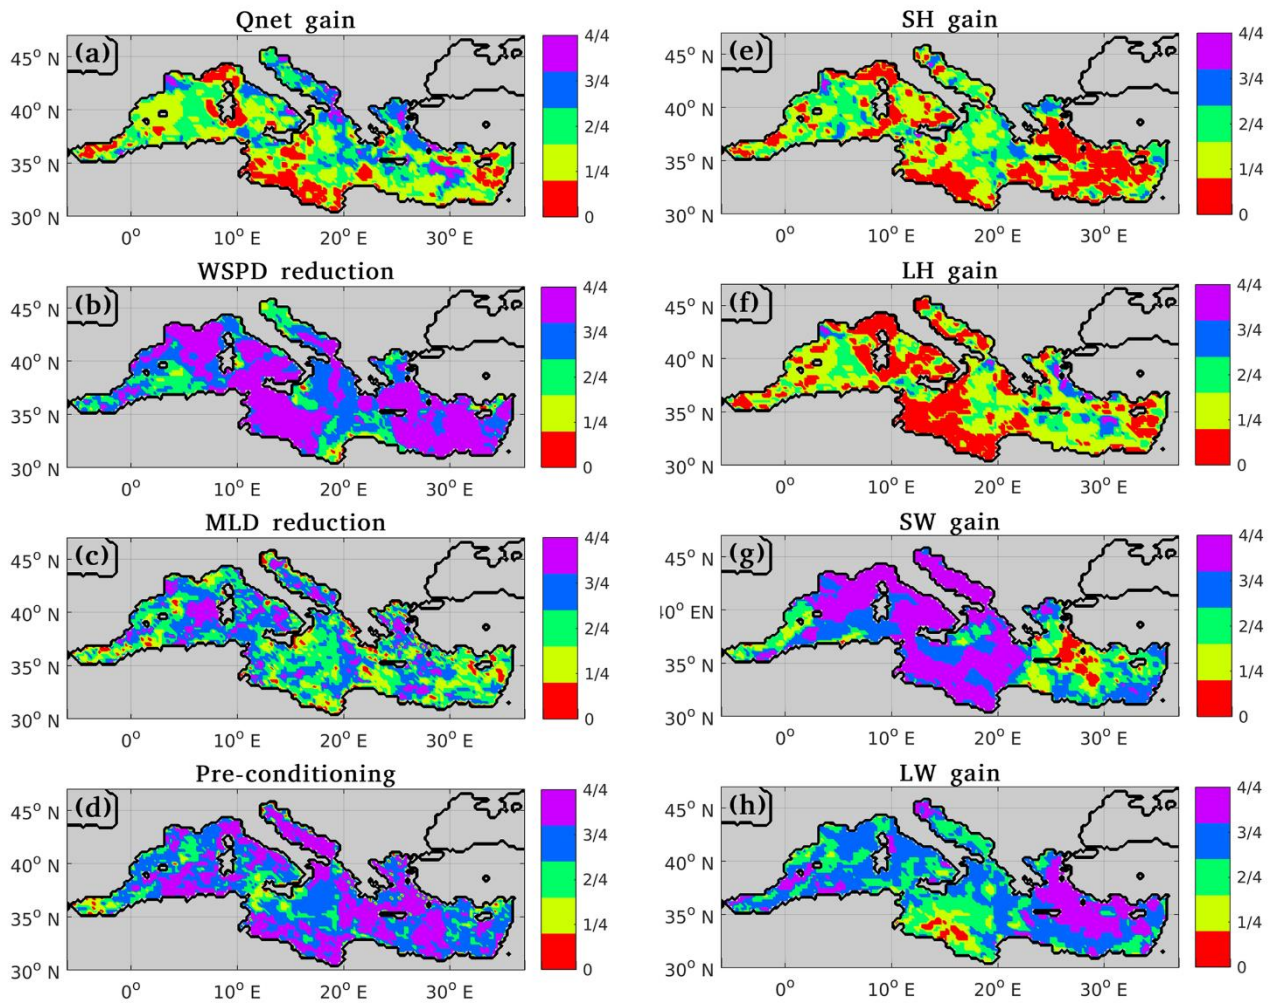 Qnet gain
(a)
45° N
40° N
35° N
30° N
0°
10° E
20° E
30° E
4/4
3/4
2/4
1/4
0
WSPD reduction
(b)
45° N
40° N
35° N
30° N
0°
10° E
20° E
30° E
4/4
3/4
2/4
1/4
0
MLD reduction
(c)
45° N
40° N
35° N
30° N
0°
10° E
20° E
30° E
4/4
3/4
2/4
1/4
0
Pre-conditioning
(d)
45° N
40° N
35° N
30° N
0°
10° E
20° E
30° E
4/4
3/4
2/4
1/4
0
SH gain
(e)
45° N
40° N
35° N
30° N
0°
10° E
20° E
30° E
4/4
3/4
2/4
1/4
0
LH gain
(f)
45° N
40° N
35° N
30° N
0°
10° E
20° E
30° E
4/4
3/4
2/4
1/4
0
SW gain
(g)
45° N
40° EN
35° N
30° N
0°
10° E
20° E
30° E
4/4
3/4
2/4
1/4
0
LW gain
(h)
45° N
40° N
35° N
30° N
0°
10° E
20° E
30° E
4/4
3/4
2/4
1/4
0